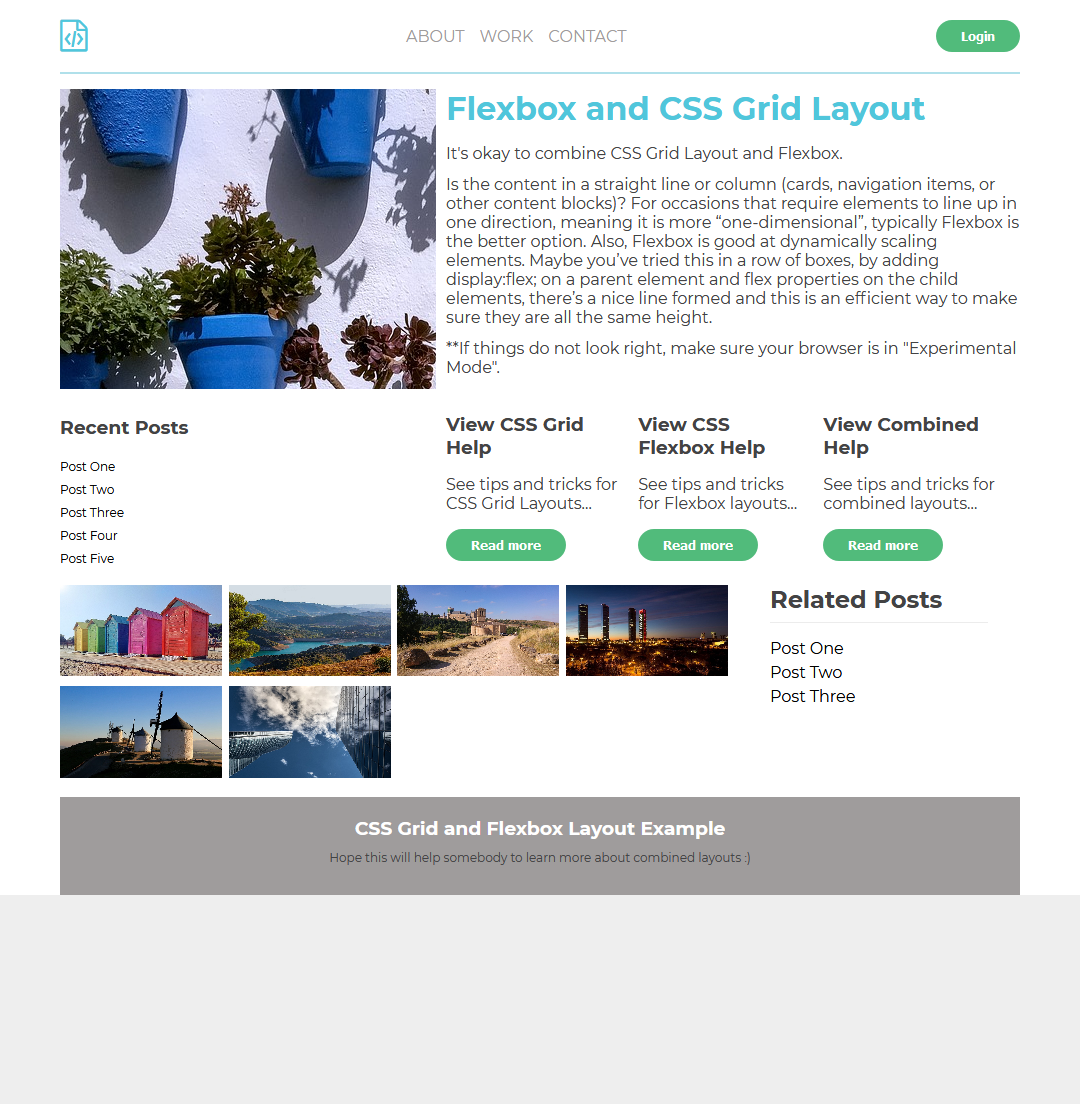 ABOUT WORK CONTACT
Login
Flexbox and CSS Grid Layout
It's okay to combine CSS Grid Layout and Flexbox.
Is the content in a straight line or column (cards, navigation items, or
other content blocks)? For occasions that require elements to line up in
one direction, meaning it is more “one-dimensional”, typically Flexbox is
the better option. Also, Flexbox is good at dynamically scaling
elements. Maybe you’ve tried this in a row of boxes, by adding
display:flex; on a parent element and flex properties on the child
elements, there’s a nice line formed and this is an efficient way to make
sure they are all the same height.
**If things do not look right, make sure your browser is in "Experimental
Mode".
Recent Posts
Post One
Post Two
Post Three
Post Four
Post Five
View CSS Grid
Help
See tips and tricks for
CSS Grid Layouts...
Read more
View CSS
Flexbox Help
See tips and tricks
for Flexbox layouts...
Read more
View Combined
Help
See tips and tricks for
combined layouts...
Read more
Related Posts
Post One
Post Two
Post Three
CSS Grid and Flexbox Layout Example
Hope this will help somebody to learn more about combined layouts :)